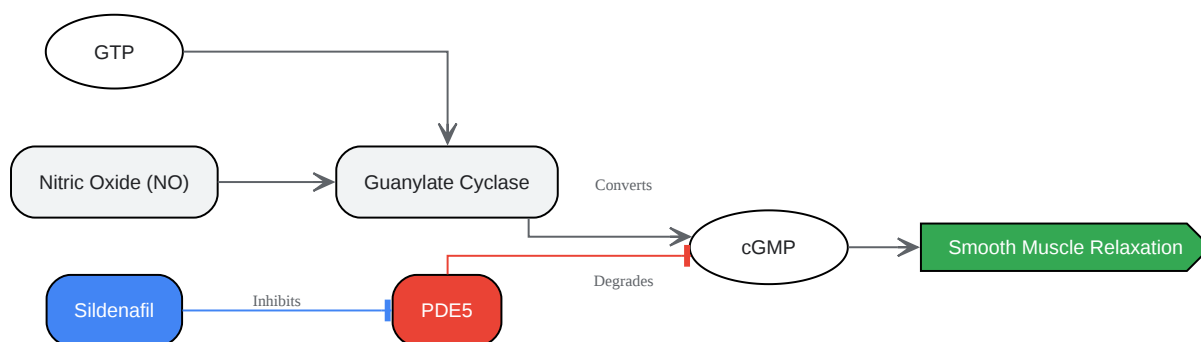 GTP
Nitric Oxide (NO)
Guanylate Cyclase
Converts
cGMP
Smooth Muscle Relaxation
Degrades
Sildenafil
Inhibits
PDE5